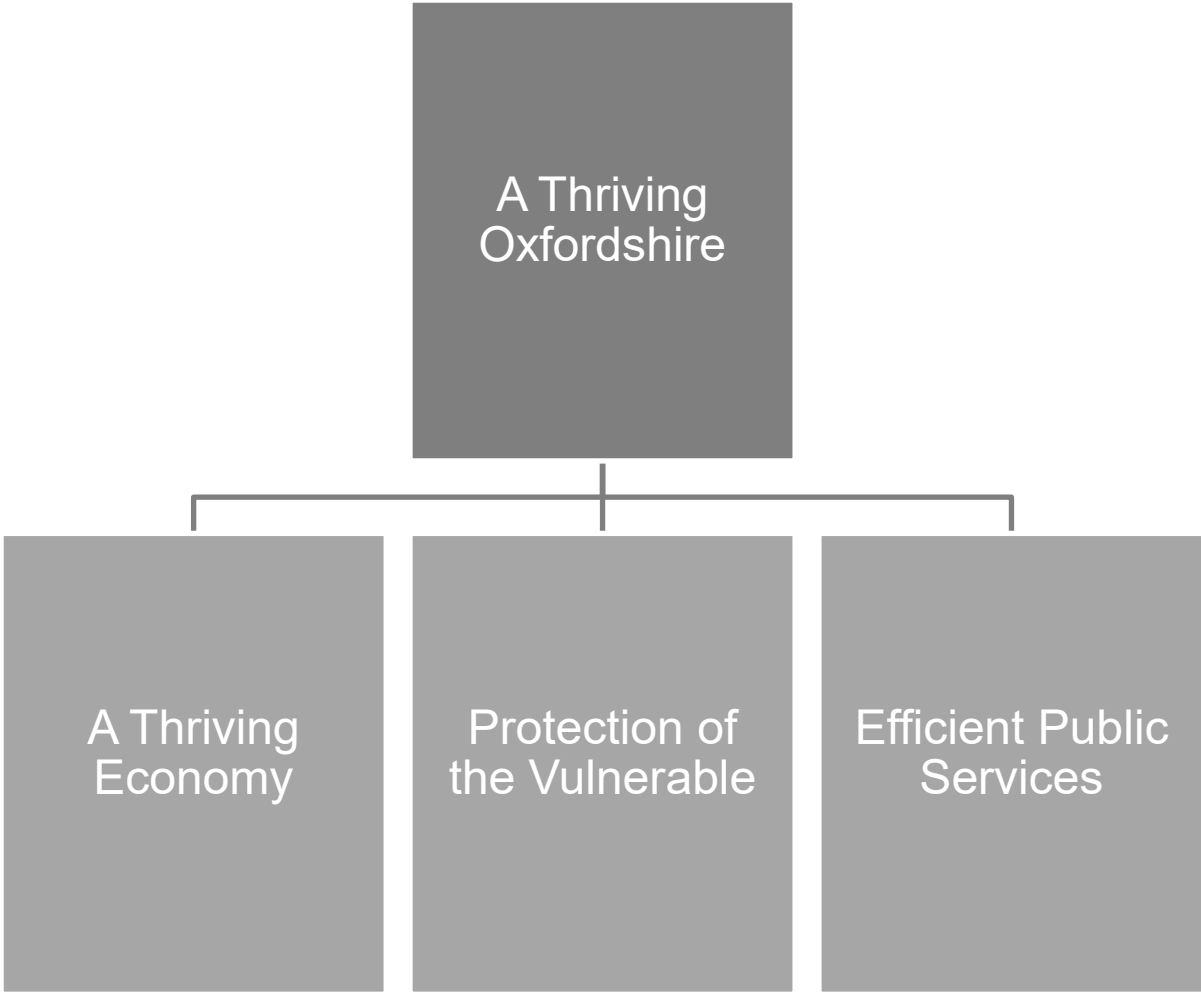 A Thriving
Oxfordshire
A Thriving
Economy
Protection of
the Vulnerable
Efficient Public
Services